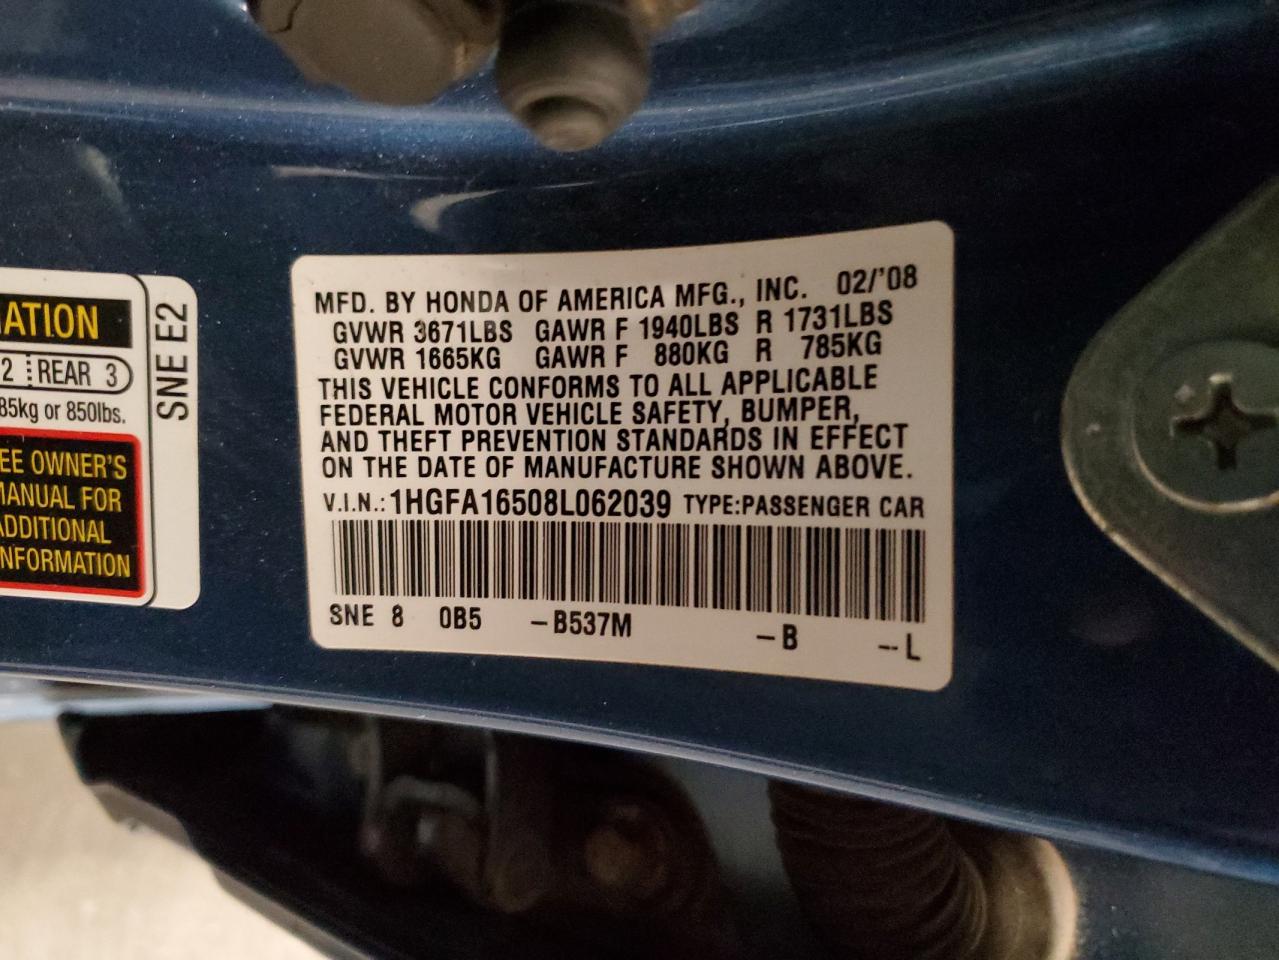 ATION
2 REAR 3
85kg or 850lbs.
EE OWNER'S
MANUAL FOR
ADDITIONAL
INFORMATION
SNE E2
MFD. BY HONDA OF AMERICA MFG., INC. 02/'08
GVWR 3671LBS GAWR F 1940LBS R 1731LBS
GVWR 1665KG GAWR F 880KG R 785KG
THIS VEHICLE CONFORMS TO ALL APPLICABLE
FEDERAL MOTOR VEHICLE SAFETY, BUMPER,
AND THEFT PREVENTION STANDARDS IN EFFECT
ON THE DATE OF MANUFACTURE SHOWN ABOVE.
V.I.N.: 1HGFA16508L062039 TYPE:PASSENGER CAR
SNE 8 0B5 -B537M -B --L